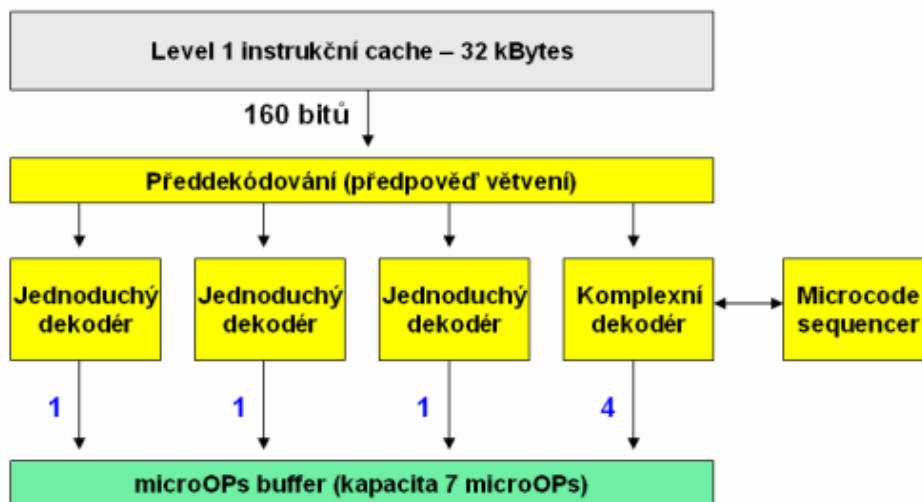 Level 1 instrukční cache – 32 kBytes
160 bitů
Předdekódování (předpověď větvení)
Jednoduchý
dekodér
Jednoduchý
dekodér
Jednoduchý
dekodér
Komplexní
dekodér
Microcode
sequencer
1
1
1
4
microOPs buffer (kapacita 7 microOPs)